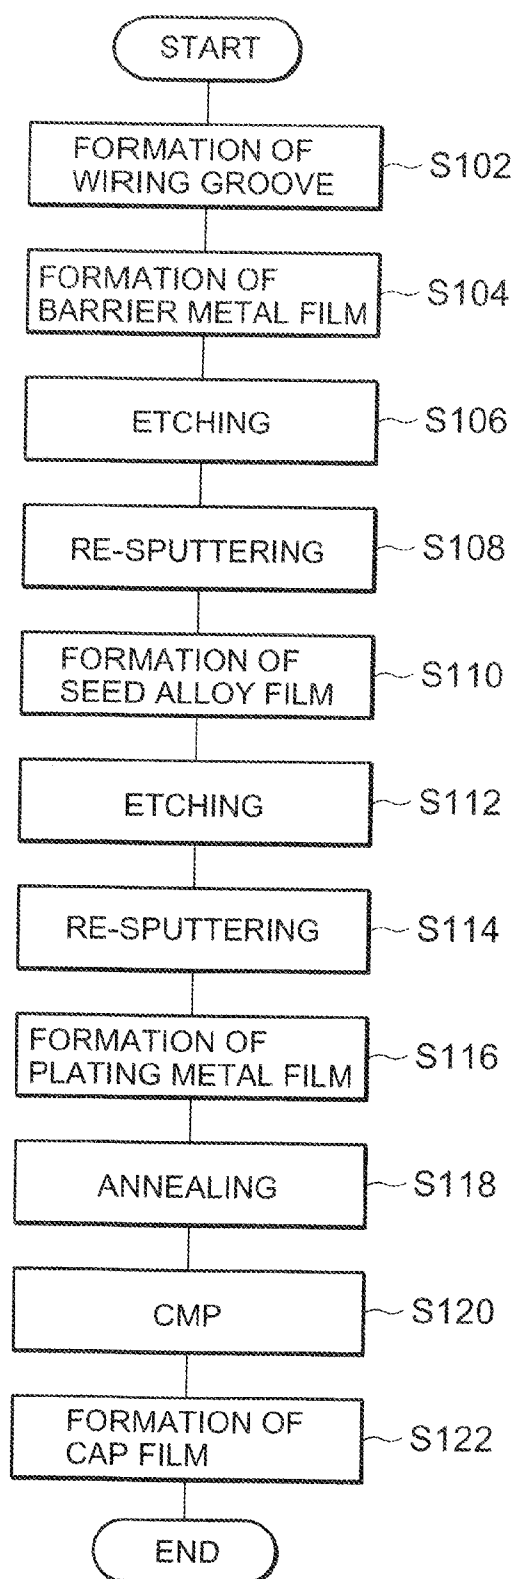 START
FORMATION OF
WIRING GROOVE
S102
FORMATION OF
BARRIER METAL FILM
S104
ETCHING
S106
RE-SPUTTERING
S108
FORMATION OF
SEED ALLOY FILM
S110
ETCHING
S112
RE-SPUTTERING
S114
FORMATION OF
PLATING METAL FILM
S116
ANNEALING
S118
CMP
S120
FORMATION OF
CAP FILM
S122
END